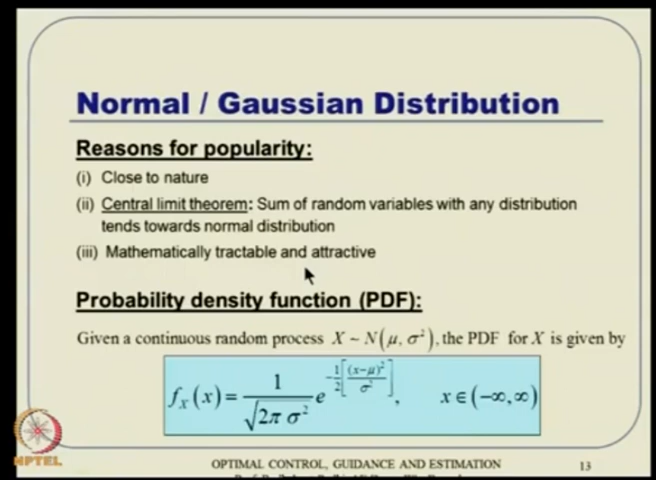 Normal / Gaussian Distribution
Reasons for popularity:
(i) Close to nature
(ii) Central limit theorem: Sum of random variables with any distribution
tends towards normal distribution
(iii) Mathematically tractable and attractive
Probability density function (PDF):
Given a continuous random process X ~ N(μ, σ²), the PDF for X is given by
f_X(x) = 1/√(2π σ²) e^{-1/2[(x-μ)²/σ²]}, x ∈ (-∞, ∞)
NPTEL
OPTIMAL CONTROL, GUIDANCE AND ESTIMATION
13